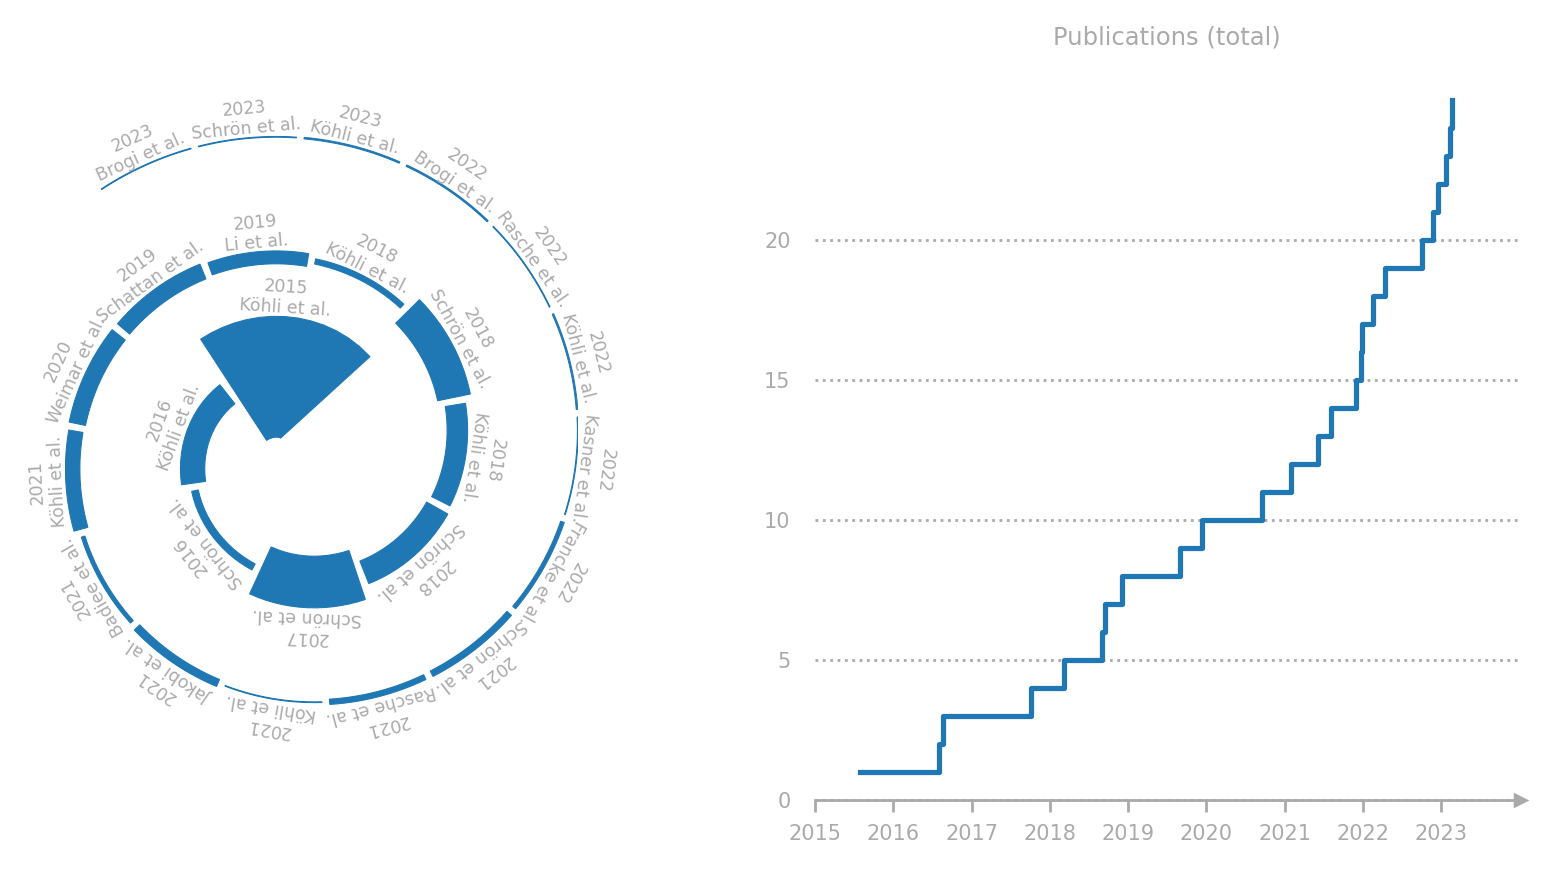 Publications (total)
2015
Köhli et al.
2016
Köhli et al.
2016
Schrön et al.
2017
Schrön et al.
2018
Schrön et al.
2018
Köhli et al.
2018
Schrön et al.
2018
Köhli et al.
2019
Li et al.
2019
Schattan et al.
2020
Weimar et al.
2021
Köhli et al.
2021
Badiee et al.
2021
Jakobi et al.
2021
Köhli et al.
2021
Rasche et al.
2021
Schrön et al.
2022
Francke et al.
2022
Kasner et al.
2022
Köhli et al.
2022
Rasche et al.
2022
Brogi et al.
2023
Köhli et al.
2023
Schrön et al.
2023
Brogi et al.
20
15
10
5
0
2015 2016 2017 2018 2019 2020 2021 2022 2023